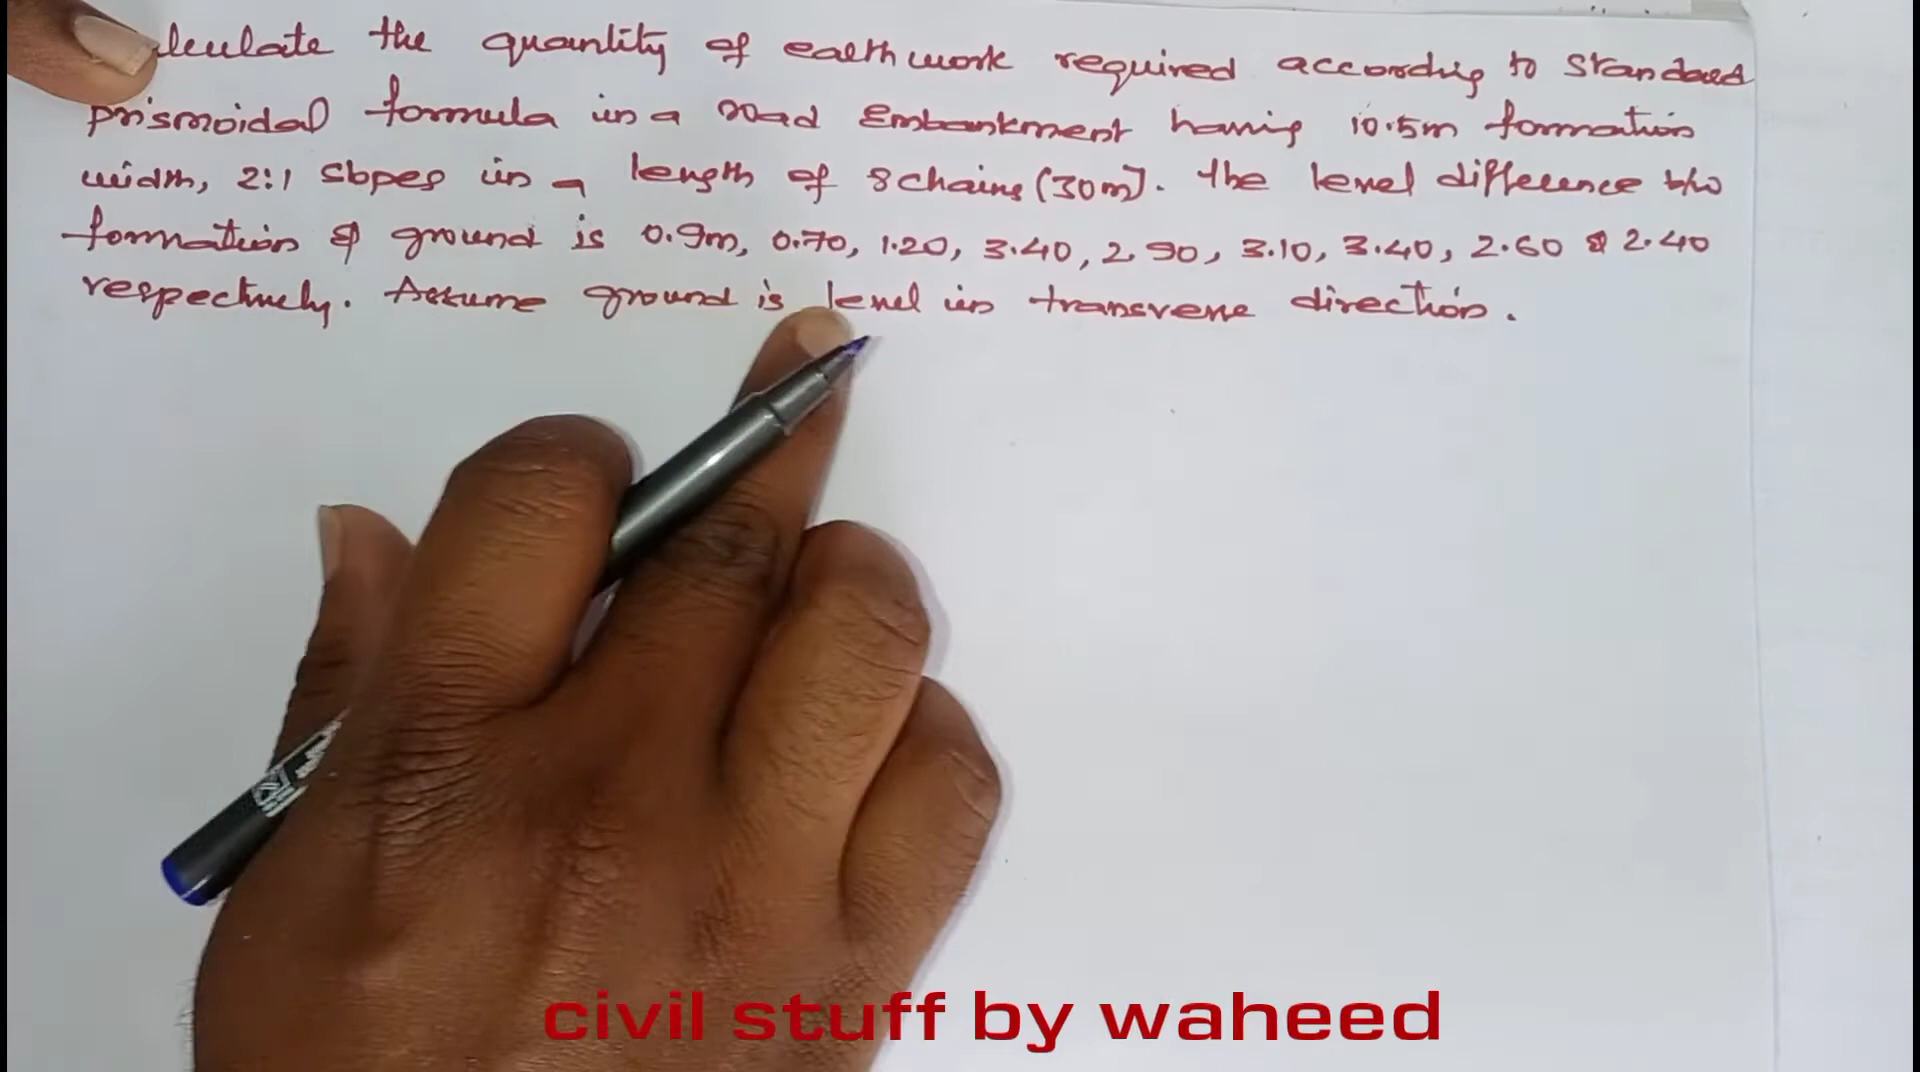 alculate the quantity of earthwork required according to standard
prismoidal formula in a road Embankment having 10.5m formation
width, 2:1 slopes in a length of 8 chains (30m). The level difference b/w
formation & ground is 0.9m, 0.70, 1.20, 3.40, 2.90, 3.10, 3.40, 2.60 & 2.40
respectively. Assume ground is level in transverse direction.
civil stuff by waheed